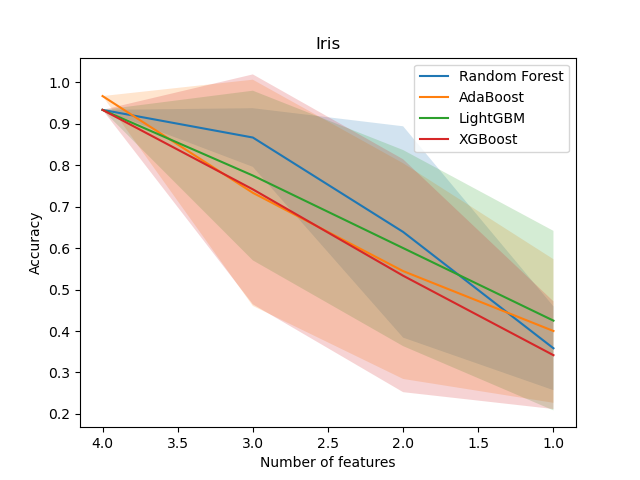 Iris
Random Forest
AdaBoost
LightGBM
XGBoost
Accuracy
1.0
0.9
0.8
0.7
0.6
0.5
0.4
0.3
0.2
4.0 3.5 3.0 2.5 2.0 1.5 1.0
Number of features